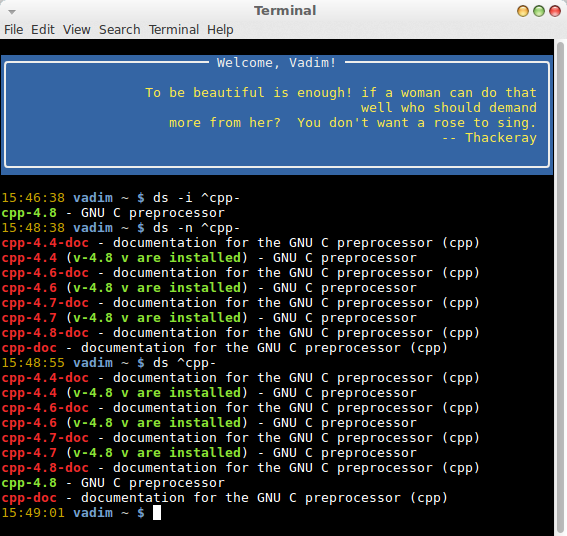 Terminal
File Edit View Search Terminal Help
Welcome, Vadim!
To be beautiful is enough! if a woman can do that
well who should demand
more from her?  You don't want a rose to sing.
-- Thackeray
15:46:38 vadim ~ $ ds -i ^cpp-
cpp-4.8 - GNU C preprocessor
15:48:38 vadim ~ $ ds -n ^cpp-
cpp-4.4-doc - documentation for the GNU C preprocessor (cpp)
cpp-4.4 (v-4.8 v are installed) - GNU C preprocessor
cpp-4.6-doc - documentation for the GNU C preprocessor (cpp)
cpp-4.6 (v-4.8 v are installed) - GNU C preprocessor
cpp-4.7-doc - documentation for the GNU C preprocessor (cpp)
cpp-4.7 (v-4.8 v are installed) - GNU C preprocessor
cpp-4.8-doc - documentation for the GNU C preprocessor (cpp)
cpp-doc - documentation for the GNU C preprocessor (cpp)
15:48:55 vadim ~ $ ds ^cpp-
cpp-4.4-doc - documentation for the GNU C preprocessor (cpp)
cpp-4.4 (v-4.8 v are installed) - GNU C preprocessor
cpp-4.6-doc - documentation for the GNU C preprocessor (cpp)
cpp-4.6 (v-4.8 v are installed) - GNU C preprocessor
cpp-4.7-doc - documentation for the GNU C preprocessor (cpp)
cpp-4.7 (v-4.8 v are installed) - GNU C preprocessor
cpp-4.8-doc - documentation for the GNU C preprocessor (cpp)
cpp-4.8 - GNU C preprocessor
cpp-doc - documentation for the GNU C preprocessor (cpp)
15:49:01 vadim ~ $